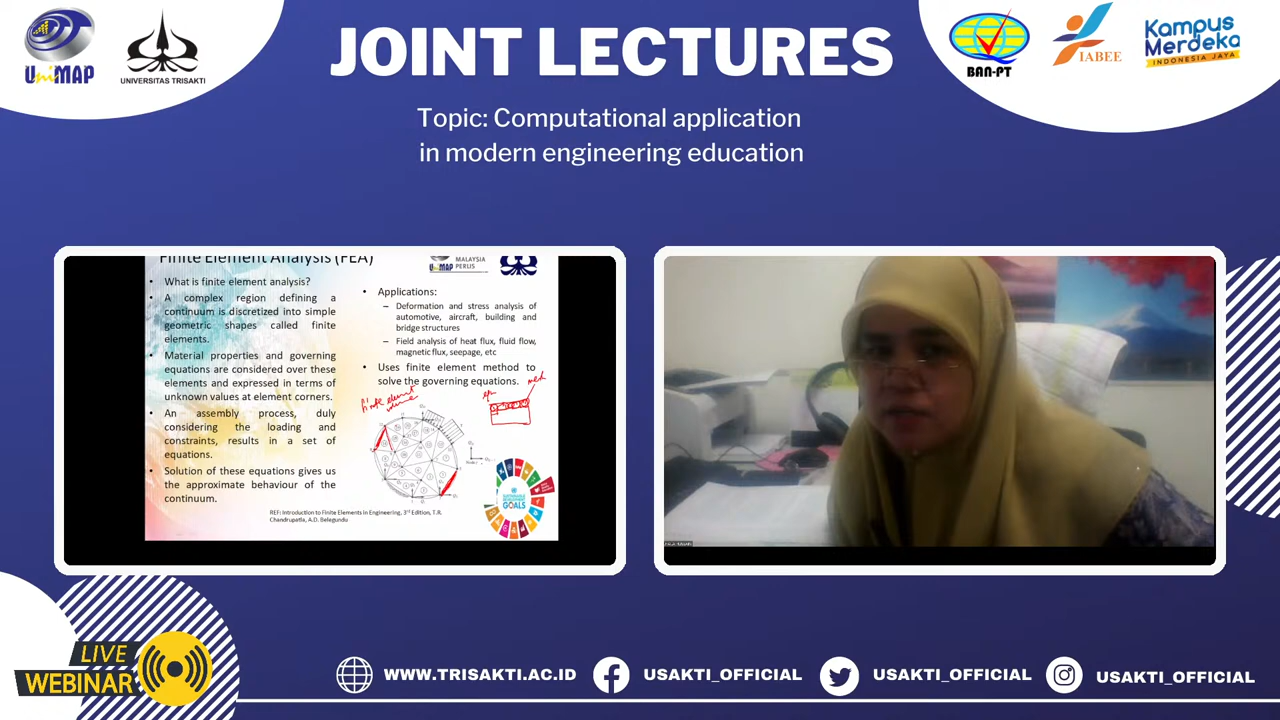 UniMAP
UNIVERSITAS TRISAKTI
JOINT LECTURES
BAN-PT
IABEE
Kampus
Merdeka
INDONESIA JAYA
Topic: Computational application
in modern engineering education
Finite Element Analysis (FEA)
UniMAP
MALAYSIA
PERLIS
• What is finite element analysis?
• A complex region defining a
continuum is discretized into simple
geometric shapes called finite
elements.
• Material properties and governing
equations are considered over these
elements and expressed in terms of
unknown values at element corners.
• An assembly process, duly
considering the loading and
constraints, results in a set of
equations.
• Solution of these equations gives us
the approximate behaviour of the
continuum.
• Applications:
– Deformation and stress analysis of
automotive, aircraft, building and
bridge structures
– Field analysis of heat flux, fluid flow,
magnetic flux, seepage, etc
• Uses finite element method to
solve the governing equations.
finite element
SUSTAINABLE
DEVELOPMENT
GOALS
REF: Introduction to Finite Elements in Engineering, 3rd Edition, T.R.
Chandrupatla, A.D. Belegundu
LIVE
WEBINAR
WWW.TRISAKTI.AC.ID
USAKTI_OFFICIAL
USAKTI_OFFICIAL
USAKTI_OFFICIAL